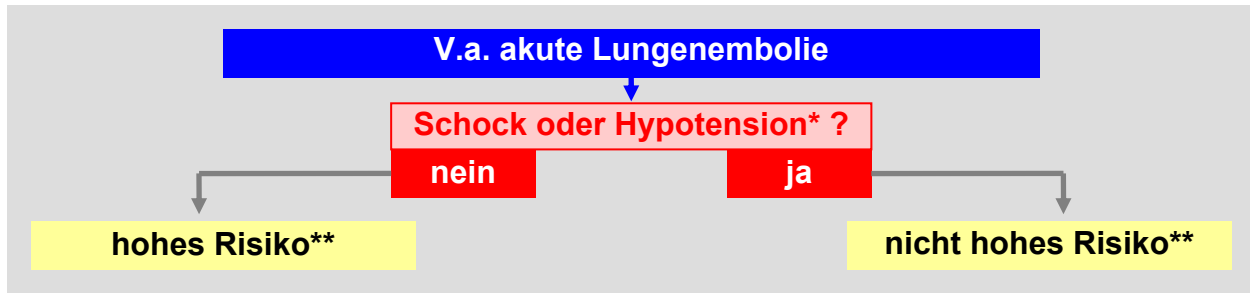 V.a. akute Lungenembolie
Schock oder Hypotension* ?
nein
ja
hohes Risiko**
nicht hohes Risiko**